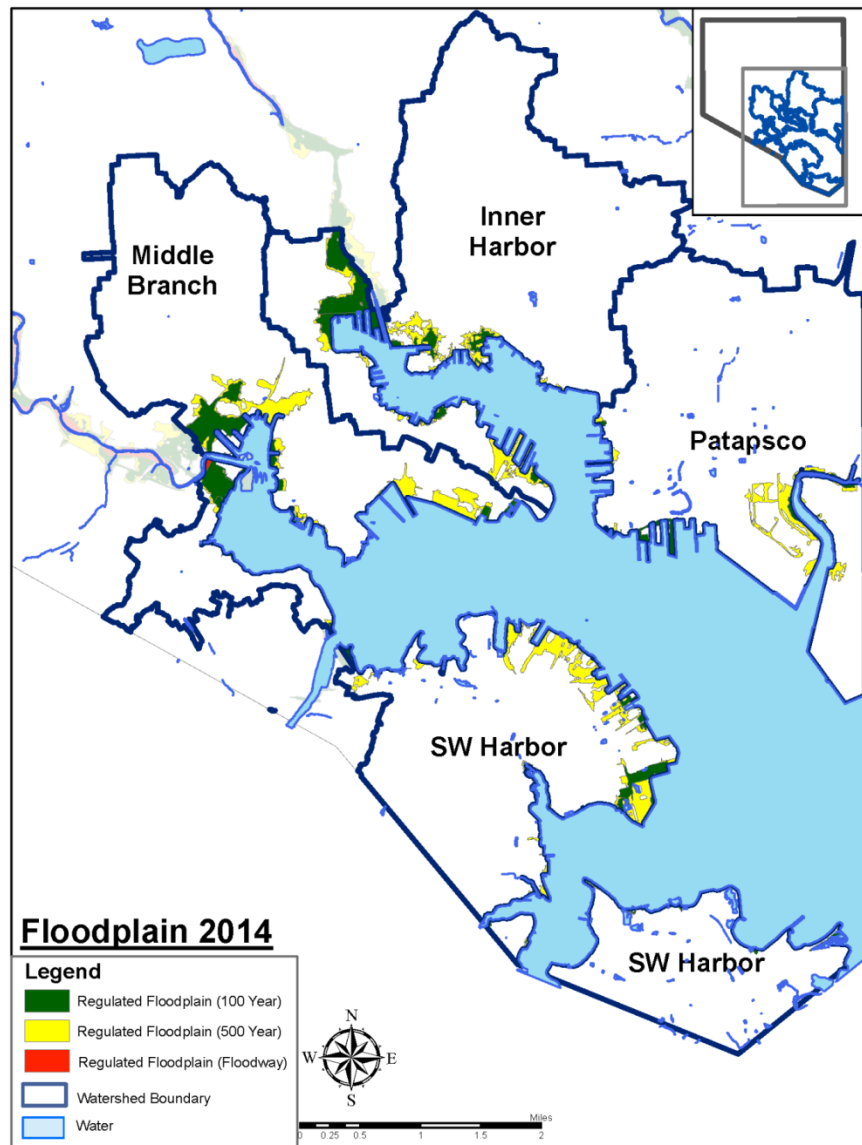 Inner
Harbor
Middle
Branch
Patapsco
SW Harbor
SW Harbor
Floodplain 2014
Legend
Regulated Floodplain (100 Year)
Regulated Floodplain (500 Year)
Regulated Floodplain (Floodway)
Watershed Boundary
Water
N
W E
S
Miles
0 0.25 0.5 1 1.5 2